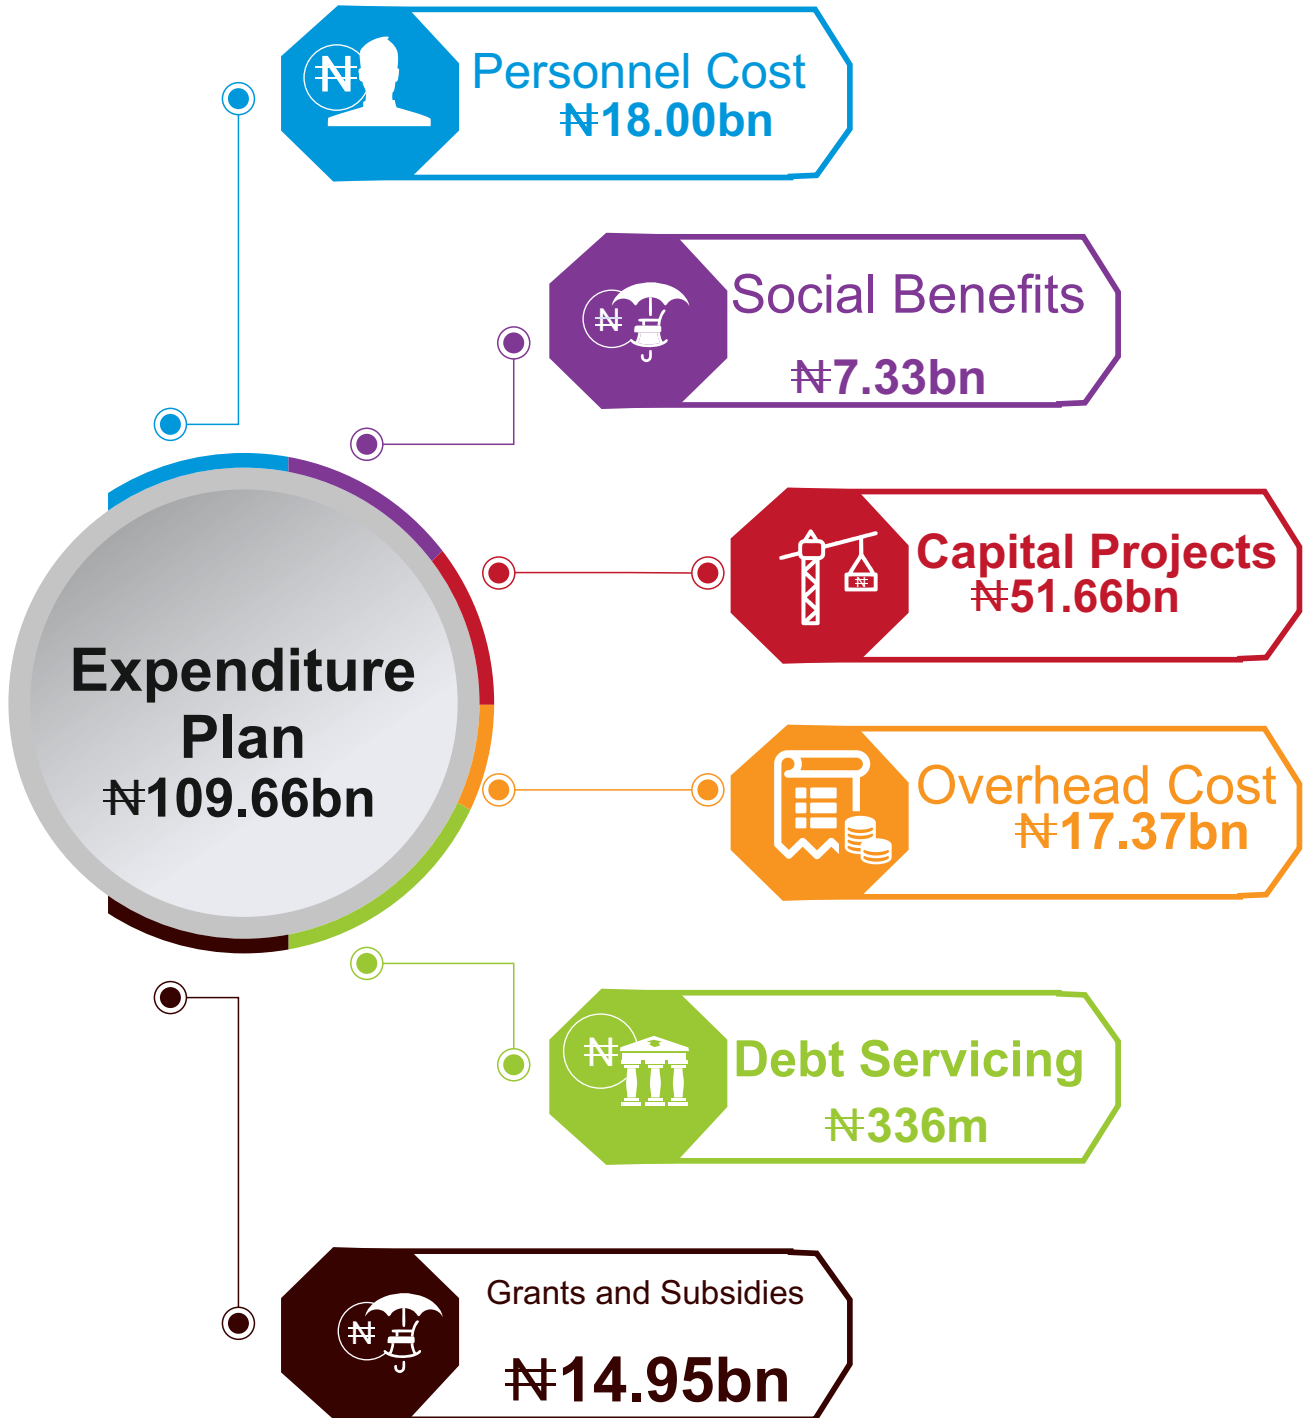 ₦
Personnel Cost
₦18.00bn
₦
Social Benefits
₦7.33bn
₦
Capital Projects
₦51.66bn
Expenditure
Plan
₦109.66bn
Overhead Cost
₦17.37bn
₦
Debt Servicing
₦336m
₦
Grants and Subsidies
₦14.95bn